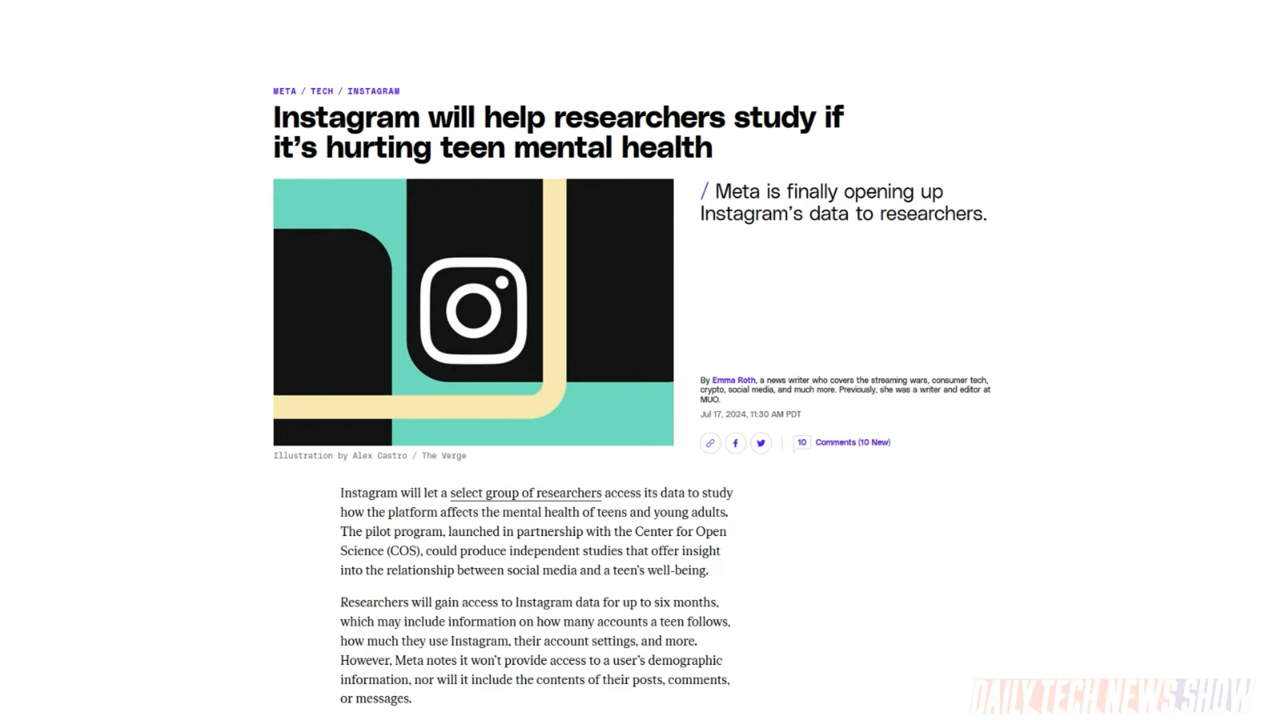 META / TECH / INSTAGRAM
Instagram will help researchers study if
it's hurting teen mental health
/ Meta is finally opening up
Instagram's data to researchers.
By Emma Roth, a news writer who covers the streaming wars, consumer tech,
crypto, social media, and much more. Previously, she was a writer and editor at
MUO.
Jul 17, 2024, 11:30 AM PDT
10 Comments (10 New)
Illustration by Alex Castro / The Verge
Instagram will let a select group of researchers access its data to study
how the platform affects the mental health of teens and young adults.
The pilot program, launched in partnership with the Center for Open
Science (COS), could produce independent studies that offer insight
into the relationship between social media and a teen's well-being.
Researchers will gain access to Instagram data for up to six months,
which may include information on how many accounts a teen follows,
how much they use Instagram, their account settings, and more.
However, Meta notes it won't provide access to a user's demographic
information, nor will it include the contents of their posts, comments,
or messages.
DAILY TECH NEWS SHOW